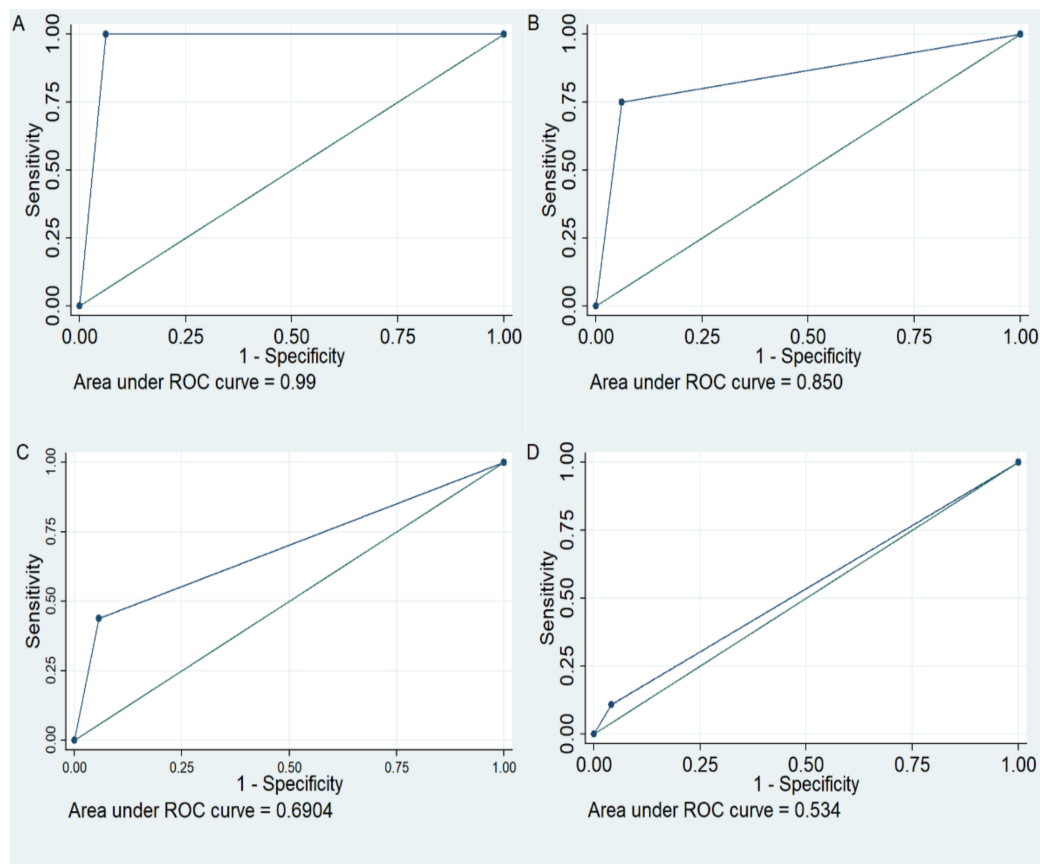 A
Sensitivity
1.00
0.75
0.50
0.25
0.00
0.00 0.25 0.50 0.75 1.00
1 - Specificity
Area under ROC curve = 0.99
B
Sensitivity
1.00
0.75
0.50
0.25
0.00
0.00 0.25 0.50 0.75 1.00
1 - Specificity
Area under ROC curve = 0.850
C
Sensitivity
1.00
0.75
0.50
0.25
0.00
0.00 0.25 0.50 0.75 1.00
1 - Specificity
Area under ROC curve = 0.6904
D
Sensitivity
1.00
0.75
0.50
0.25
0.00
0.00 0.25 0.50 0.75 1.00
1 - Specificity
Area under ROC curve = 0.534